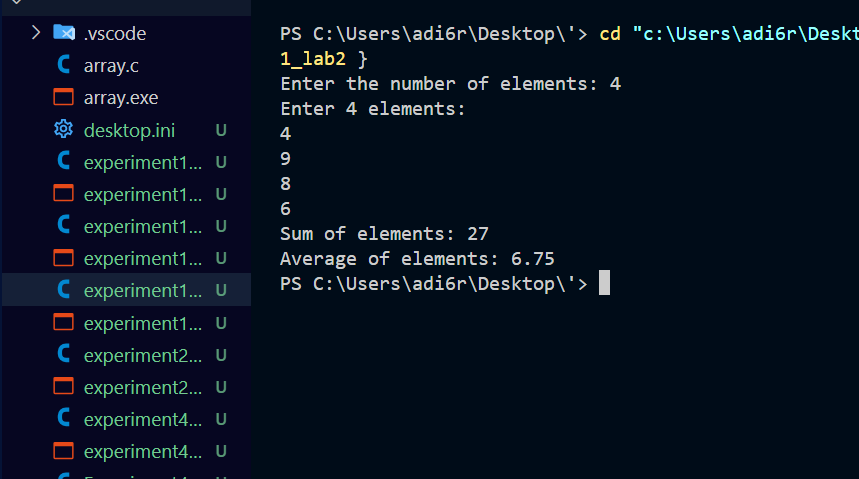 .vscode
array.c
array.exe
desktop.ini U
experiment1... U
experiment1... U
experiment1... U
experiment1... U
experiment1... U
experiment1... U
experiment2... U
experiment2... U
experiment4... U
experiment4... U
PS C:\Users\adi6r\Desktop\'> cd "c:\Users\adi6r\Deskt
1_lab2 }
Enter the number of elements: 4
Enter 4 elements:
4
9
8
6
Sum of elements: 27
Average of elements: 6.75
PS C:\Users\adi6r\Desktop\'>